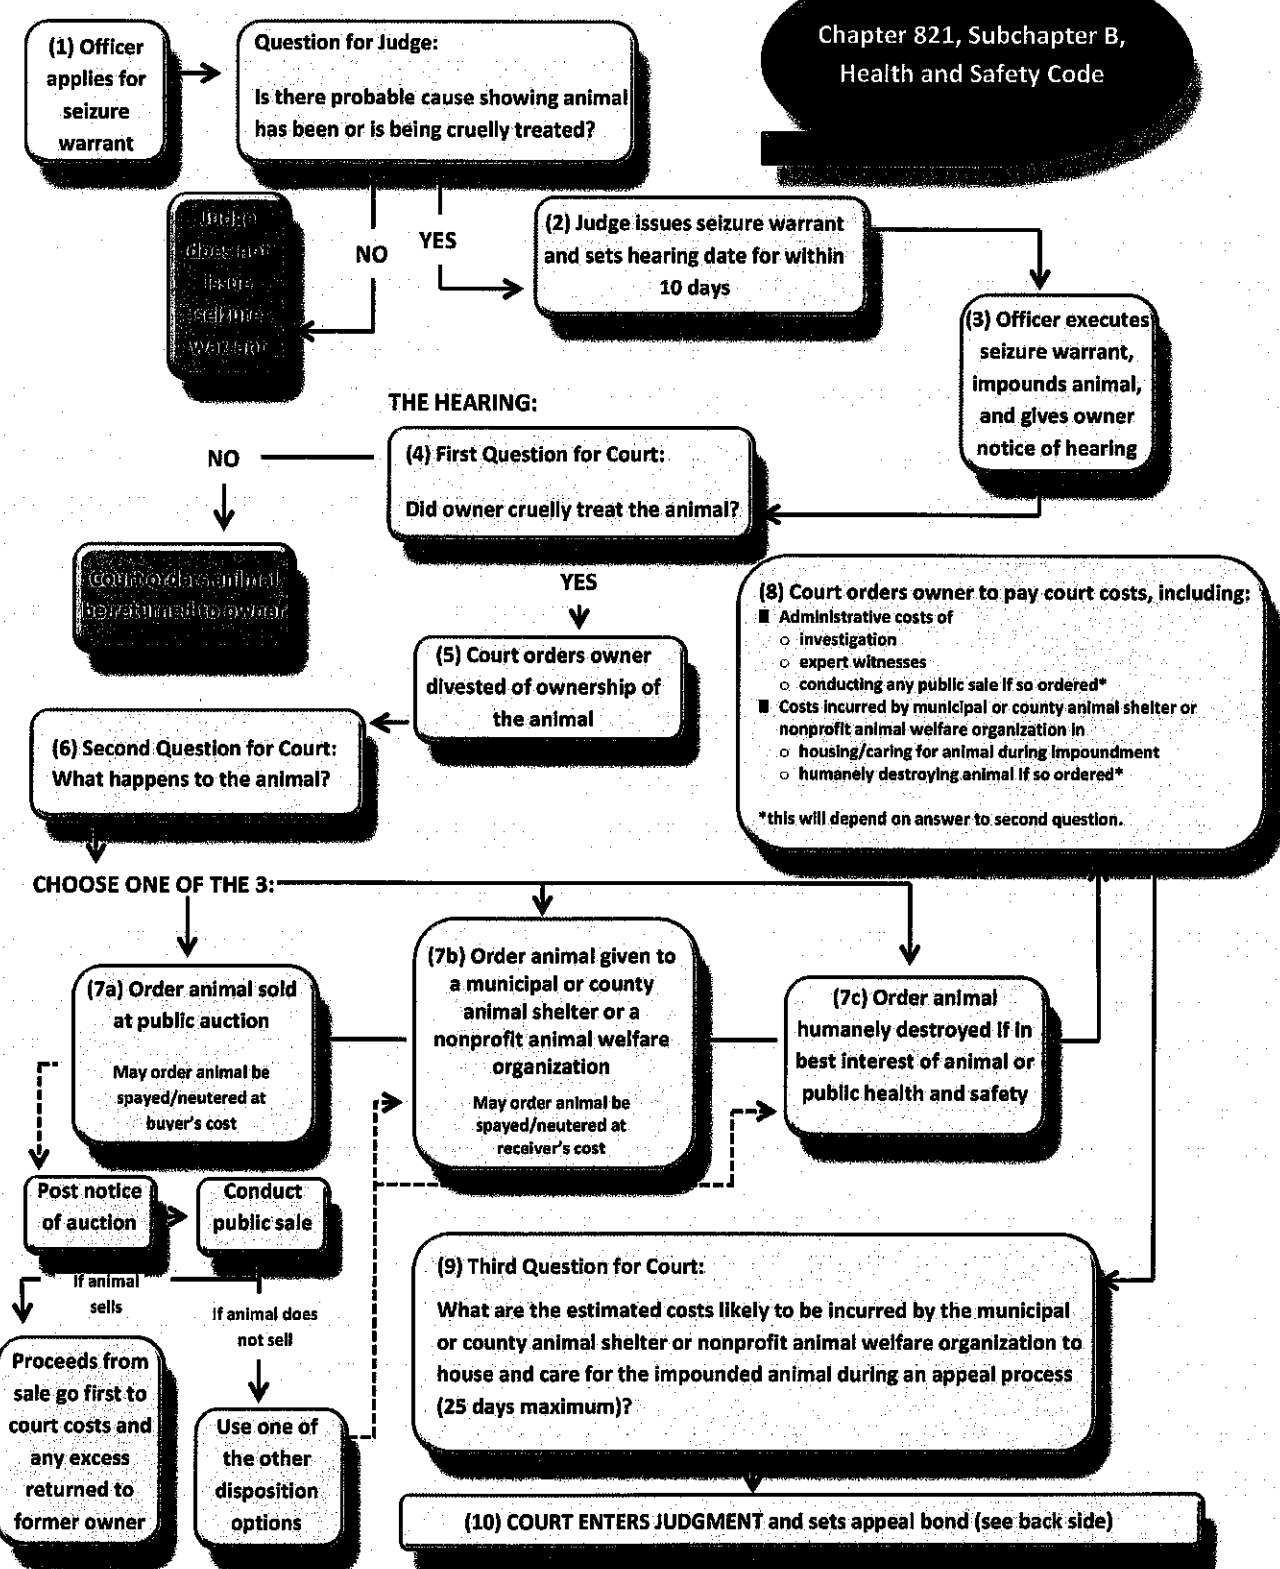 Chapter 821, Subchapter B,
Health and Safety Code
(1) Officer
applies for
seizure
warrant
Question for Judge:
Is there probable cause showing animal
has been or is being cruelly treated?
NO
YES
Judge
does not
issue
seizure
warrant
(2) Judge issues seizure warrant
and sets hearing date for within
10 days
(3) Officer executes
seizure warrant,
impounds animal,
and gives owner
notice of hearing
THE HEARING:
(4) First Question for Court:
Did owner cruelly treat the animal?
NO
Court orders animal
be returned to owner
YES
(5) Court orders owner
divested of ownership of
the animal
(6) Second Question for Court:
What happens to the animal?
(8) Court orders owner to pay court costs, including:
■ Administrative costs of
o investigation
o expert witnesses
o conducting any public sale if so ordered*
■ Costs incurred by municipal or county animal shelter or
nonprofit animal welfare organization in
o housing/caring for animal during impoundment
o humanely destroying animal if so ordered*
*this will depend on answer to second question.
CHOOSE ONE OF THE 3:
(7a) Order animal sold
at public auction
May order animal be
spayed/neutered at
buyer's cost
(7b) Order animal given to
a municipal or county
animal shelter or a
nonprofit animal welfare
organization
May order animal be
spayed/neutered at
receiver's cost
(7c) Order animal
humanely destroyed if in
best interest of animal or
public health and safety
Post notice
of auction
Conduct
public sale
If animal
sells
If animal does
not sell
Proceeds from
sale go first to
court costs and
any excess
returned to
former owner
Use one of
the other
disposition
options
(9) Third Question for Court:
What are the estimated costs likely to be incurred by the municipal
or county animal shelter or nonprofit animal welfare organization to
house and care for the impounded animal during an appeal process
(25 days maximum)?
(10) COURT ENTERS JUDGMENT and sets appeal bond (see back side)